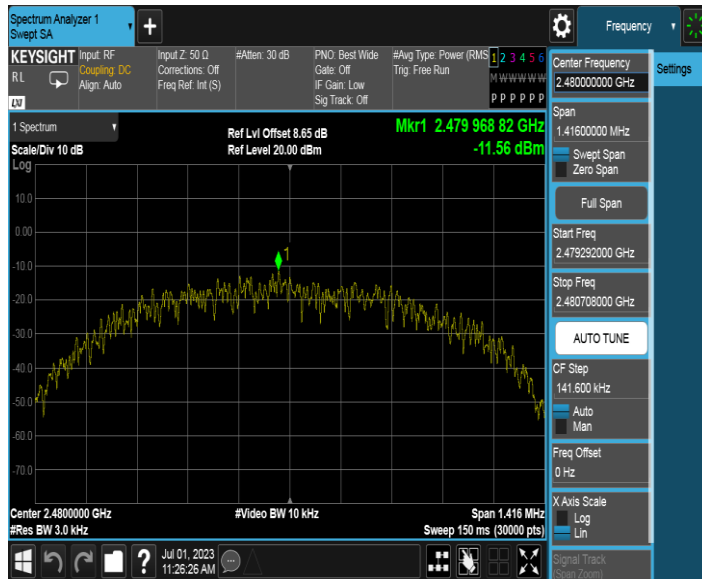 Spectrum Analyzer 1
Swept SA
+
Frequency
KEYSIGHT
RL
LXI
Input: RF
Coupling: DC
Align: Auto
Input Z: 50 Ω
Corrections: Off
Freq Ref: Int (S)
#Atten: 30 dB
PNO: Best Wide
Gate: Off
IF Gain: Low
Sig Track: Off
#Avg Type: Power (RMS
Trig: Free Run
1 2 3 4 5 6
M W W W W W
P P P P P P
1 Spectrum
Scale/Div 10 dB
Log
Ref Lvl Offset 8.65 dB
Ref Level 20.00 dBm
Mkr1 2.479 968 82 GHz
-11.56 dBm
10.0
0.00
-10.0
-20.0
-30.0
-40.0
-50.0
-60.0
-70.0
1
Center 2.4800000 GHz
#Res BW 3.0 kHz
#Video BW 10 kHz
Span 1.416 MHz
Sweep 150 ms (30000 pts)
?
Jul 01, 2023
11:26:26 AM
Center Frequency
2.480000000 GHz
Settings
Span
1.41600000 MHz
Swept Span
Zero Span
Full Span
Start Freq
2.479292000 GHz
Stop Freq
2.480708000 GHz
AUTO TUNE
CF Step
141.600 kHz
Auto
Man
Freq Offset
0 Hz
X Axis Scale
Log
Lin
Signal Track
(Span Zoom)